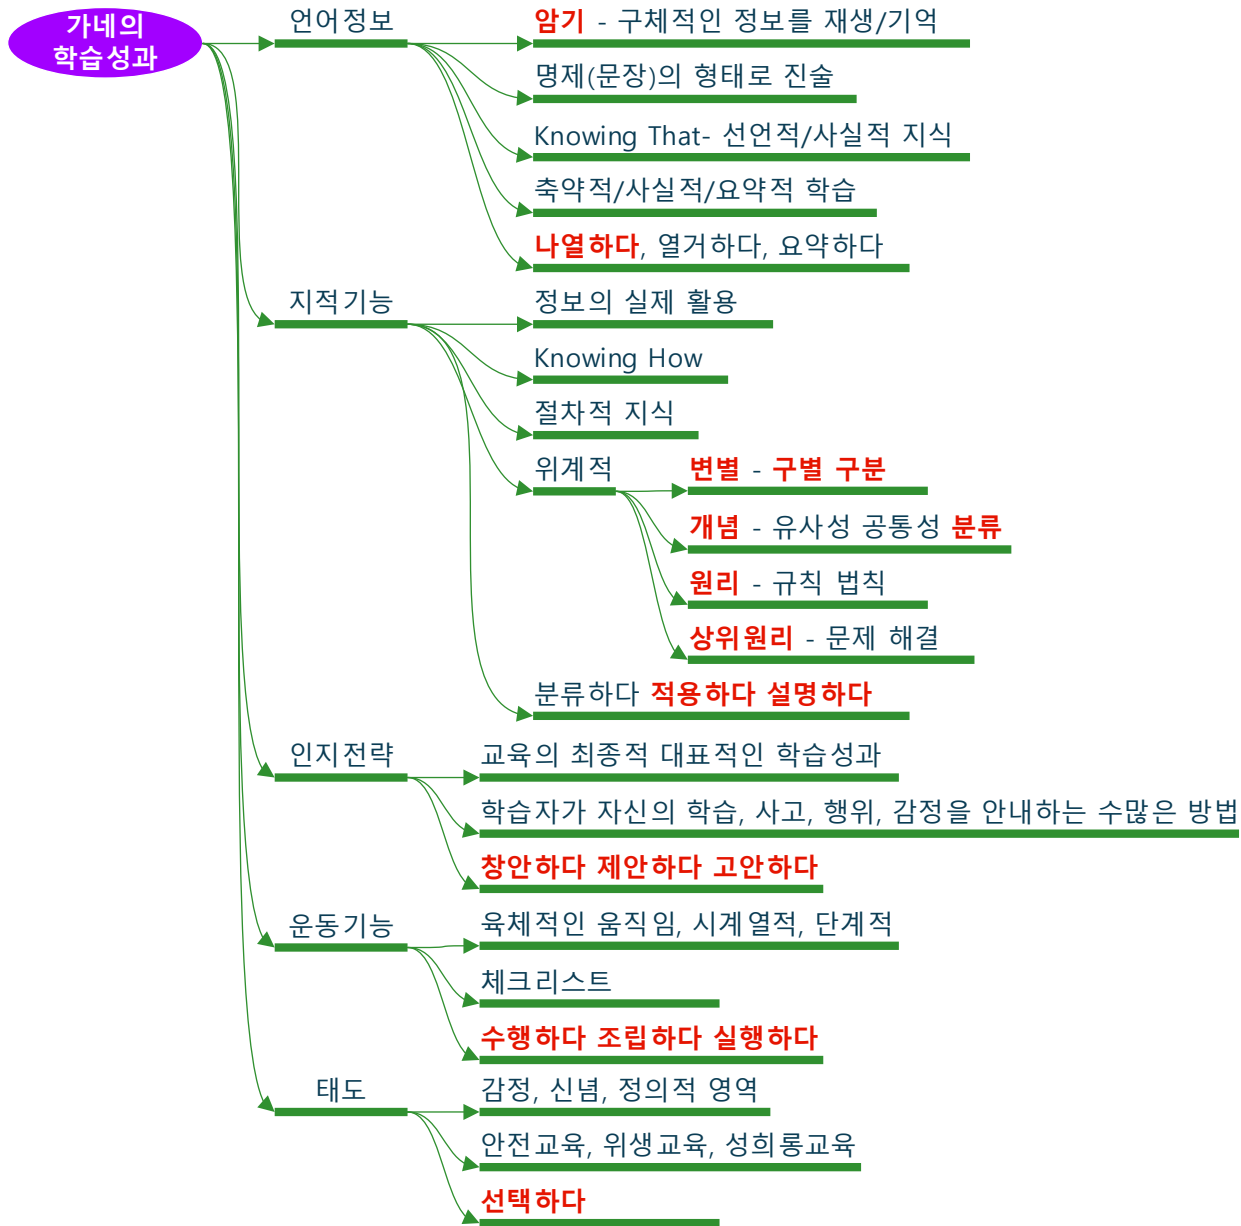 가네의
학습성과
언어정보
암기 - 구체적인 정보를 재생/기억
명제(문장)의 형태로 진술
Knowing That- 선언적/사실적 지식
축약적/사실적/요약적 학습
나열하다, 열거하다, 요약하다
지적기능
정보의 실제 활용
Knowing How
절차적 지식
위계적
변별 - 구별 구분
개념 - 유사성 공통성 분류
원리 - 규칙 법칙
상위원리 - 문제 해결
분류하다 적용하다 설명하다
인지전략
교육의 최종적 대표적인 학습성과
학습자가 자신의 학습, 사고, 행위, 감정을 안내하는 수많은 방법
창안하다 제안하다 고안하다
운동기능
육체적인 움직임, 시계열적, 단계적
체크리스트
수행하다 조립하다 실행하다
태도
감정, 신념, 정의적 영역
안전교육, 위생교육, 성희롱교육
선택하다